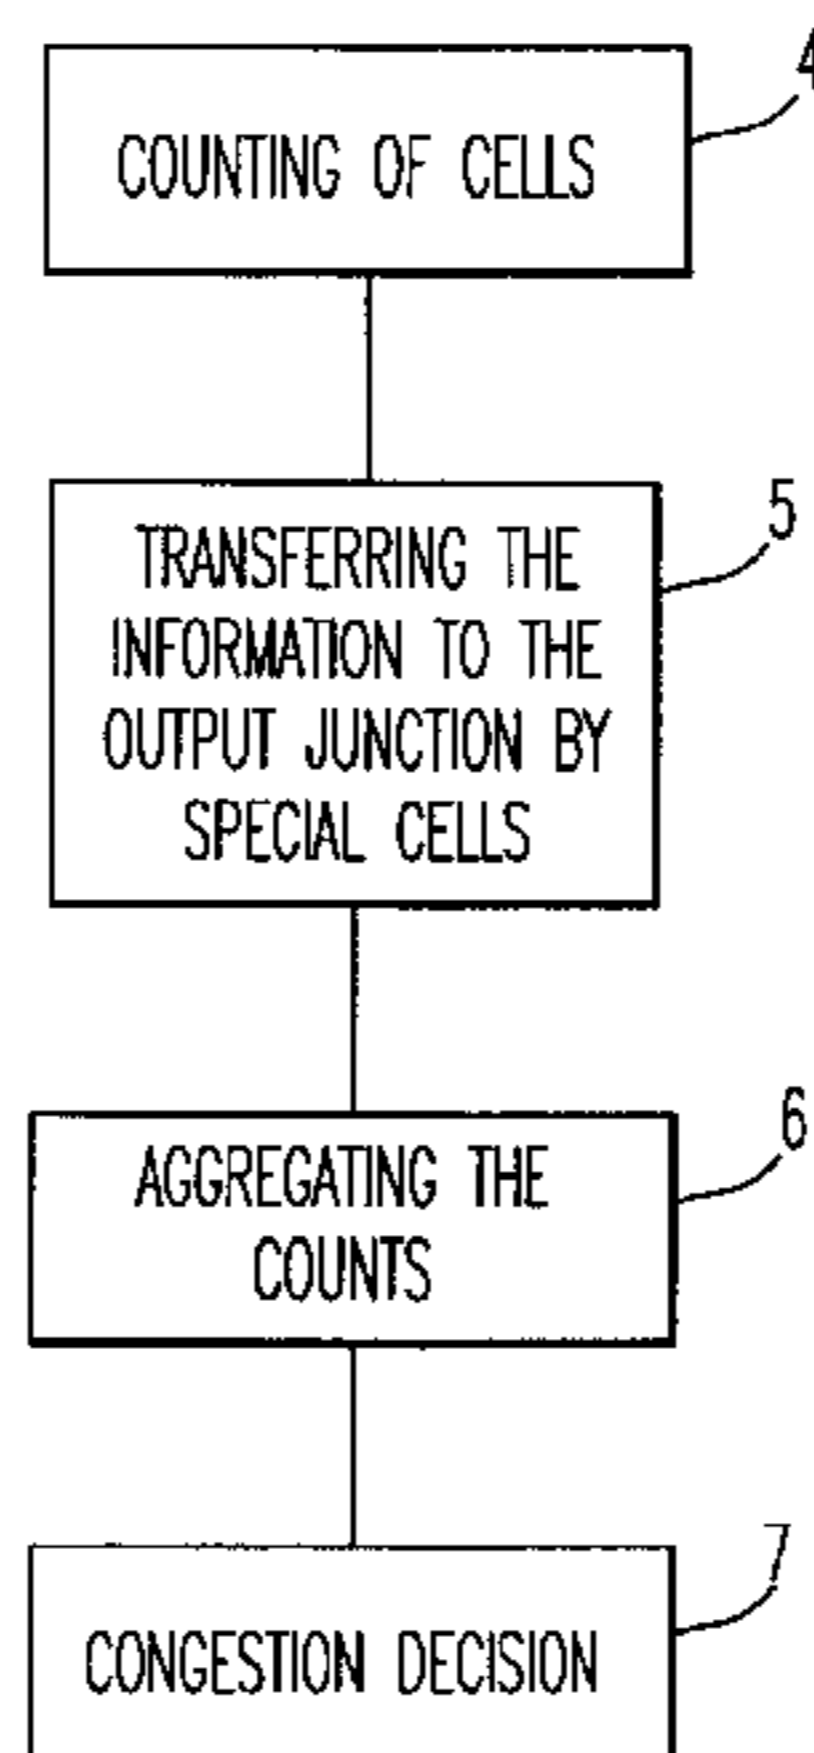 4
COUNTING OF CELLS
5
TRANSFERRING THE
INFORMATION TO THE
OUTPUT JUNCTION BY
SPECIAL CELLS
6
AGGREGATING THE
COUNTS
7
CONGESTION DECISION